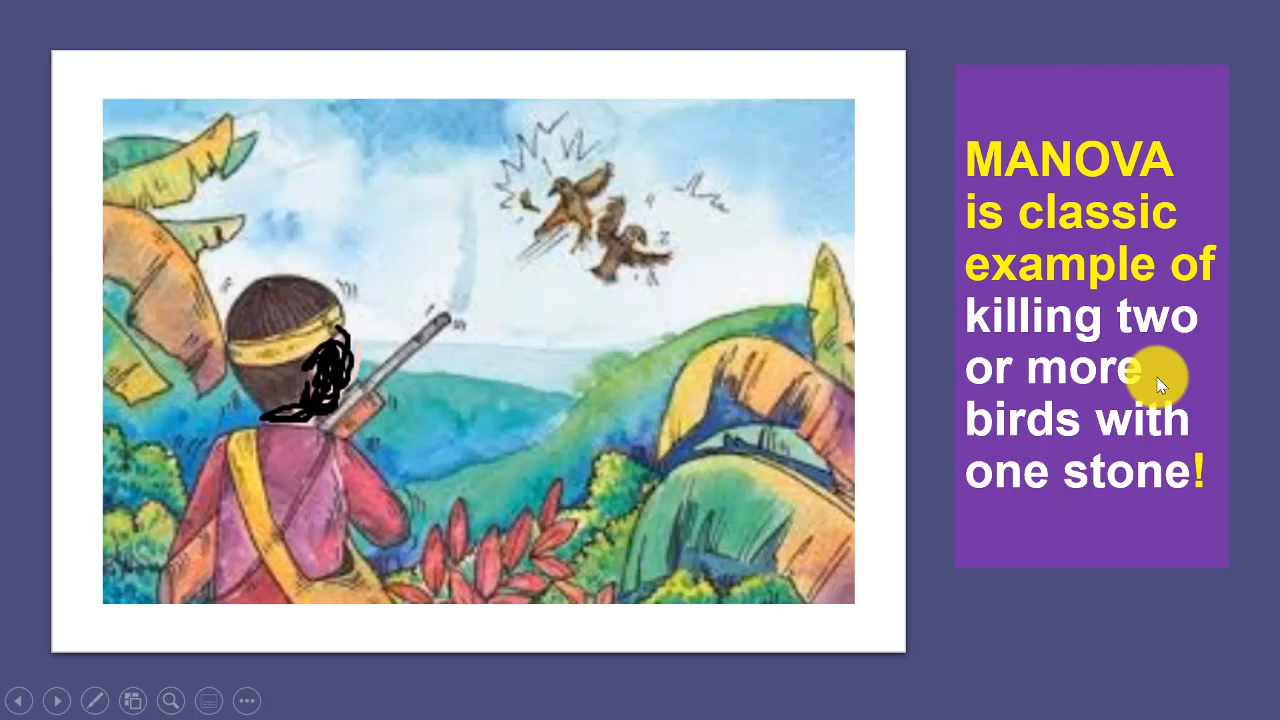 MANOVA
is classic
example of
killing two
or more
birds with
one stone!